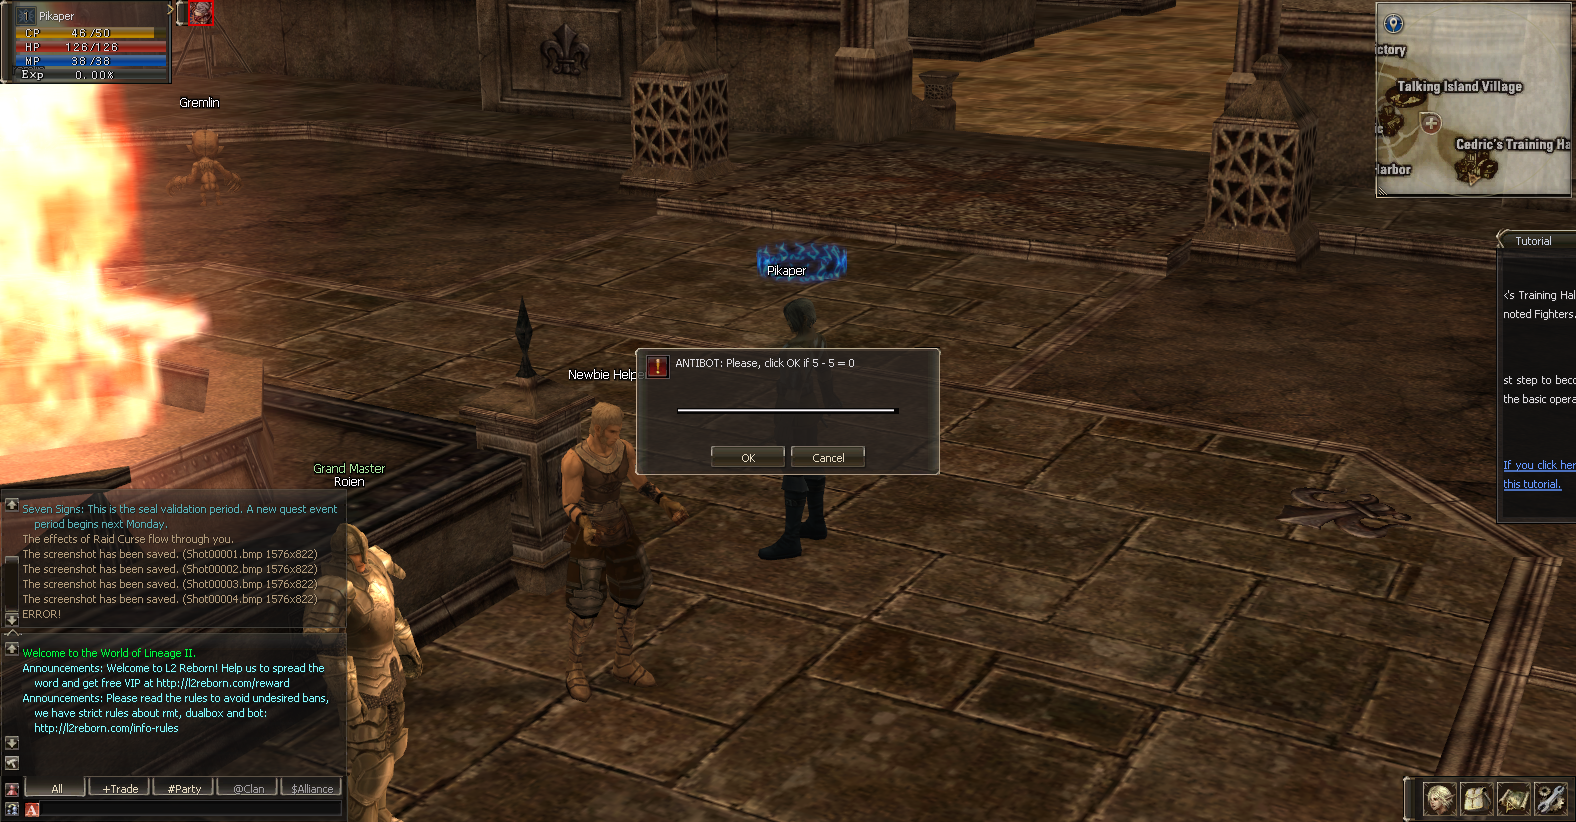 1 Pikaper
CP 46/50
HP 126/126
MP 38/38
Exp 0.00%
Gremlin
ctory
Talking Island Village
ic
Cedric's Training Ha
Harbor
Tutorial
Pikaper
k's Training Hal
noted Fighters.
ANTIBOT: Please, click OK if 5 - 5 = 0
Newbie Helpe
st step to beco
the basic opera
OK
Cancel
Grand Master
Roien
If you click her
this tutorial.
Seven Signs: This is the seal validation period. A new quest event
period begins next Monday.
The effects of Raid Curse flow through you.
The screenshot has been saved. (Shot00001.bmp 1576x822)
The screenshot has been saved. (Shot00002.bmp 1576x822)
The screenshot has been saved. (Shot00003.bmp 1576x822)
The screenshot has been saved. (Shot00004.bmp 1576x822)
ERROR!
Welcome to the World of Lineage II.
Announcements: Welcome to L2 Reborn! Help us to spread the
word and get free VIP at http://l2reborn.com/reward
Announcements: Please read the rules to avoid undesired bans,
we have strict rules about rmt, dualbox and bot:
http://l2reborn.com/info-rules
All
+Trade
#Party
@Clan
$Alliance
A